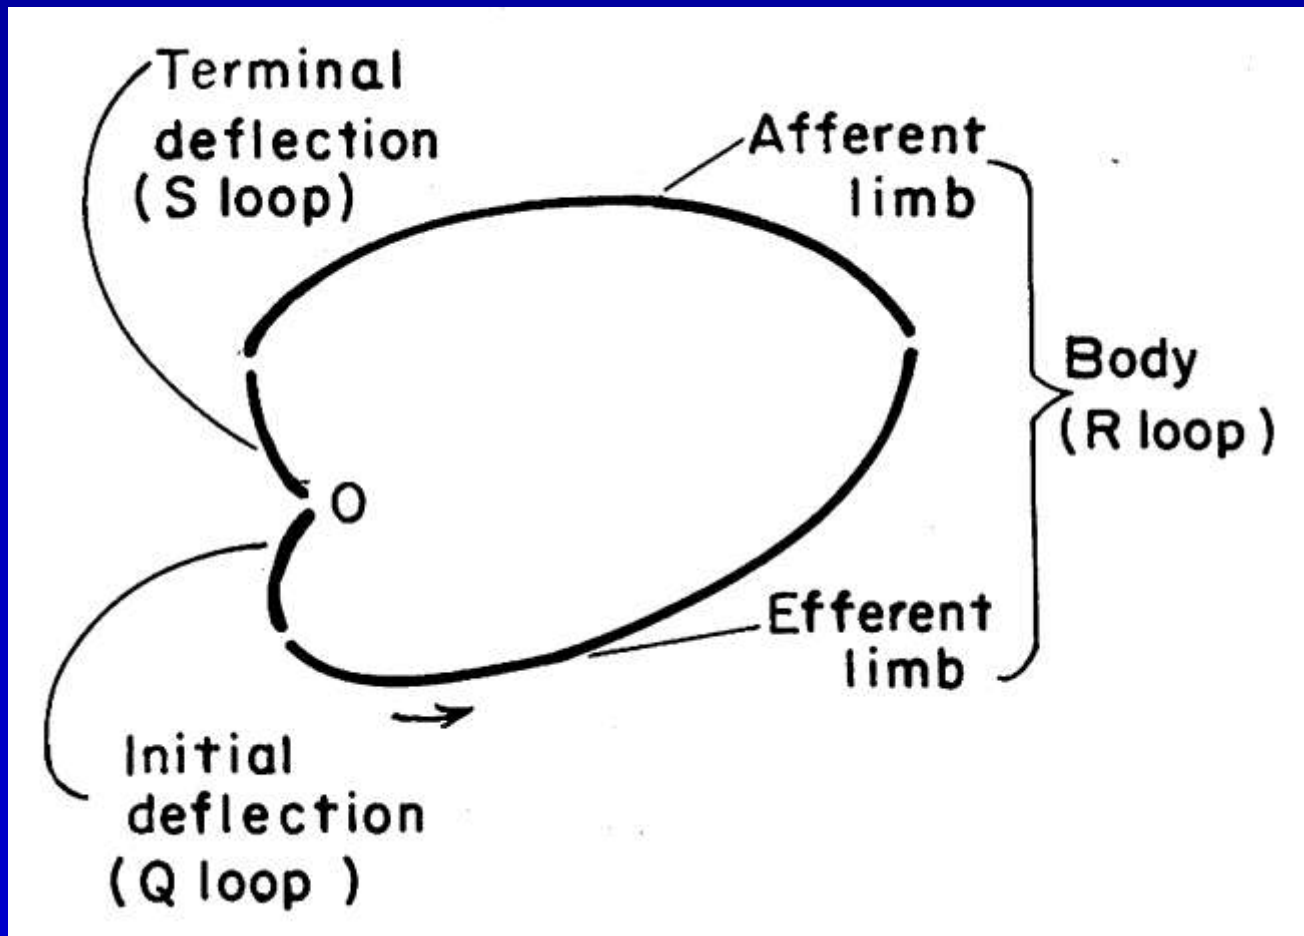 Terminal
deflection
(S loop)
Afferent
limb
Body
(R loop)
O
Efferent
limb
Initial
deflection
(Q loop )